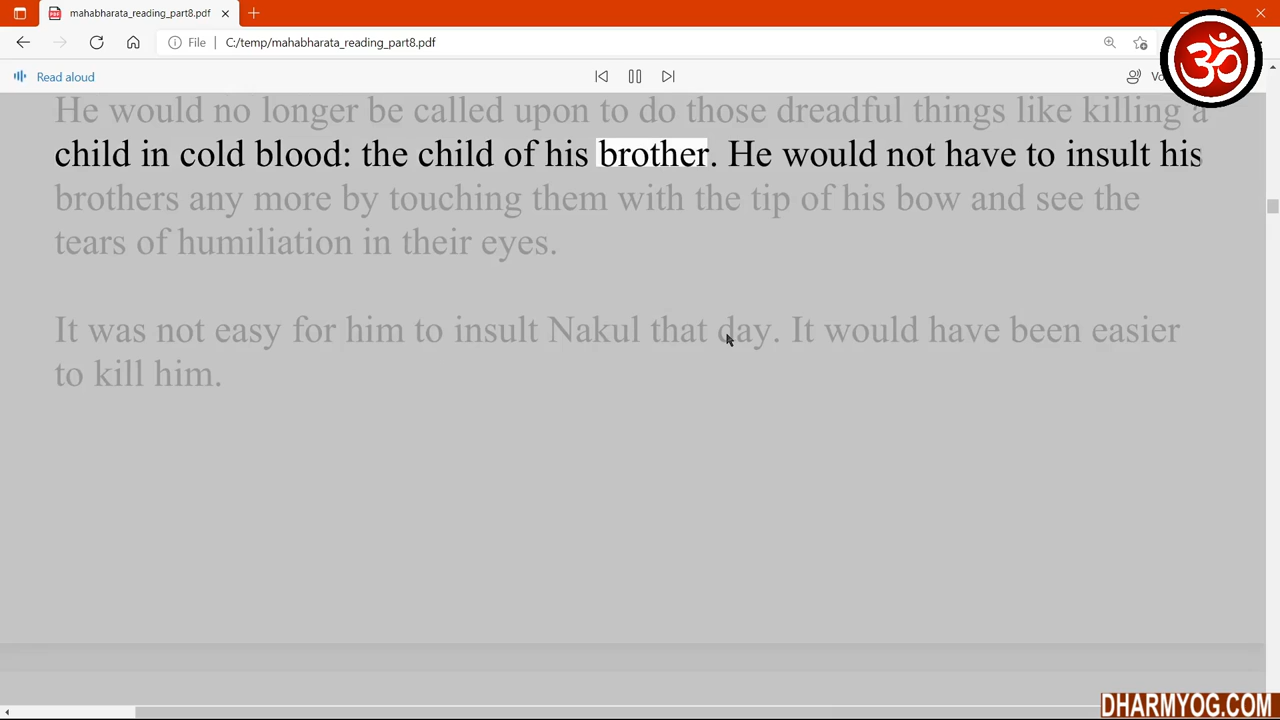 mahabharata_reading_part8.pdf
File C:/temp/mahabharata_reading_part8.pdf
Read aloud
He would no longer be called upon to do those dreadful things like killing a
child in cold blood: the child of his brother. He would not have to insult his
brothers any more by touching them with the tip of his bow and see the
tears of humiliation in their eyes.
It was not easy for him to insult Nakul that day. It would have been easier
to kill him.
ॐ
DHARMYOG.COM